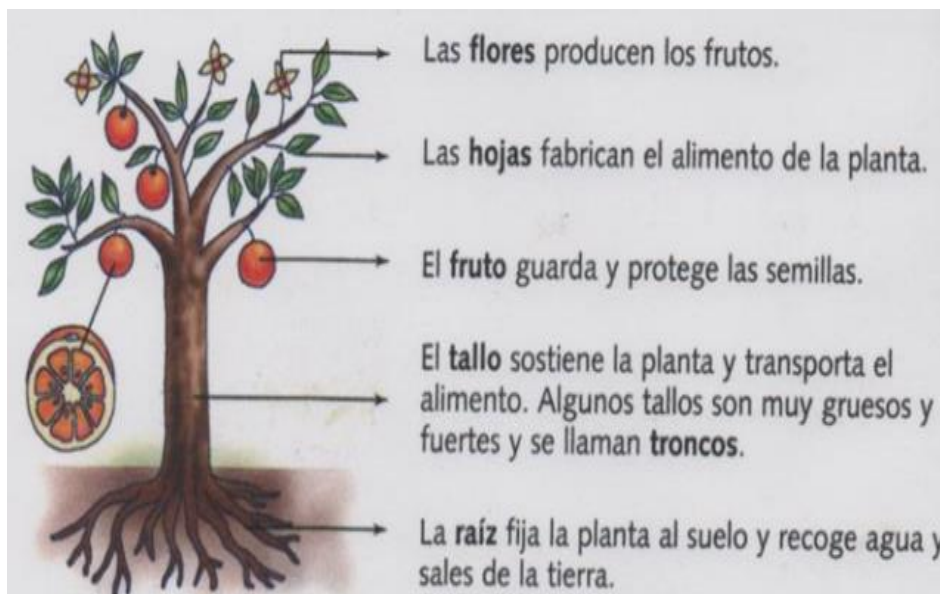 Las flores producen los frutos.
Las hojas fabrican el alimento de la planta.
El fruto guarda y protege las semillas.
El tallo sostiene la planta y transporta el
alimento. Algunos tallos son muy gruesos y
fuertes y se llaman troncos.
La raíz fija la planta al suelo y recoge agua y
sales de la tierra.